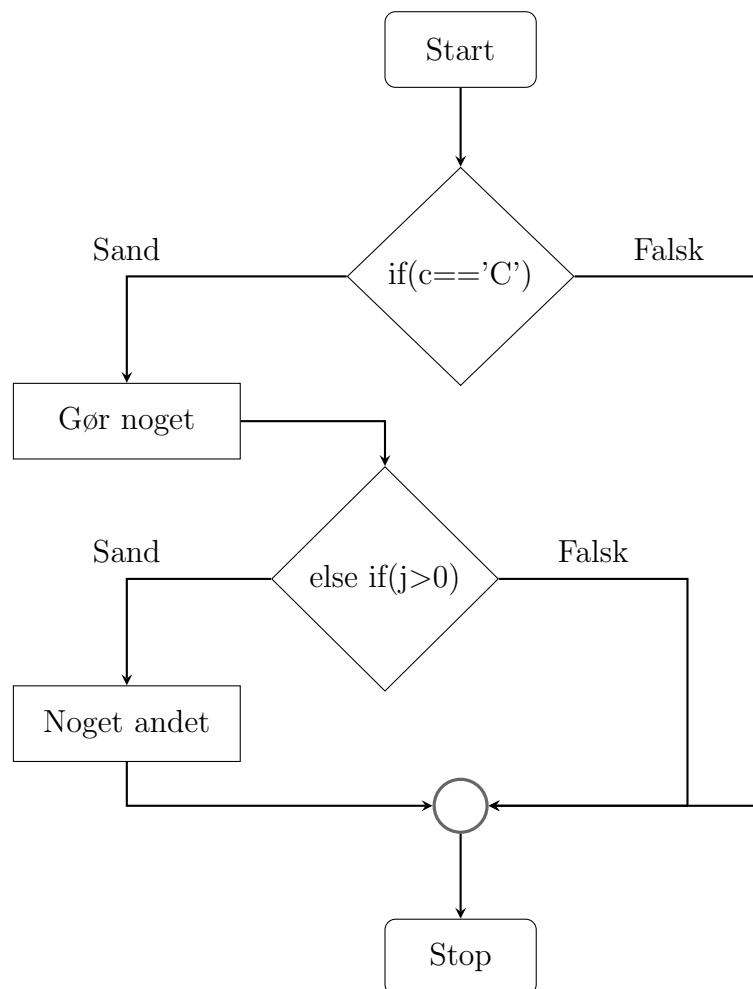 Start
if(c=='C')
Sand
Falsk
Gør noget
else if(j>0)
Sand
Falsk
Noget andet
Stop